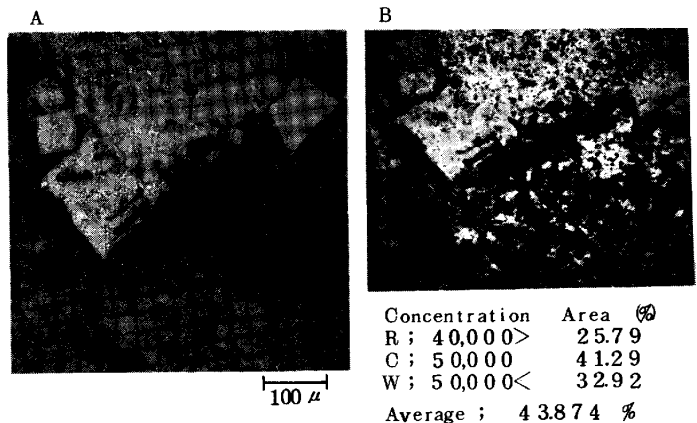 A
B
100 μ
Concentration Area (%)
R ; 40,000> 25.79
C ; 50,000 41.29
W ; 50,000< 32.92
Average ; 43.874 %